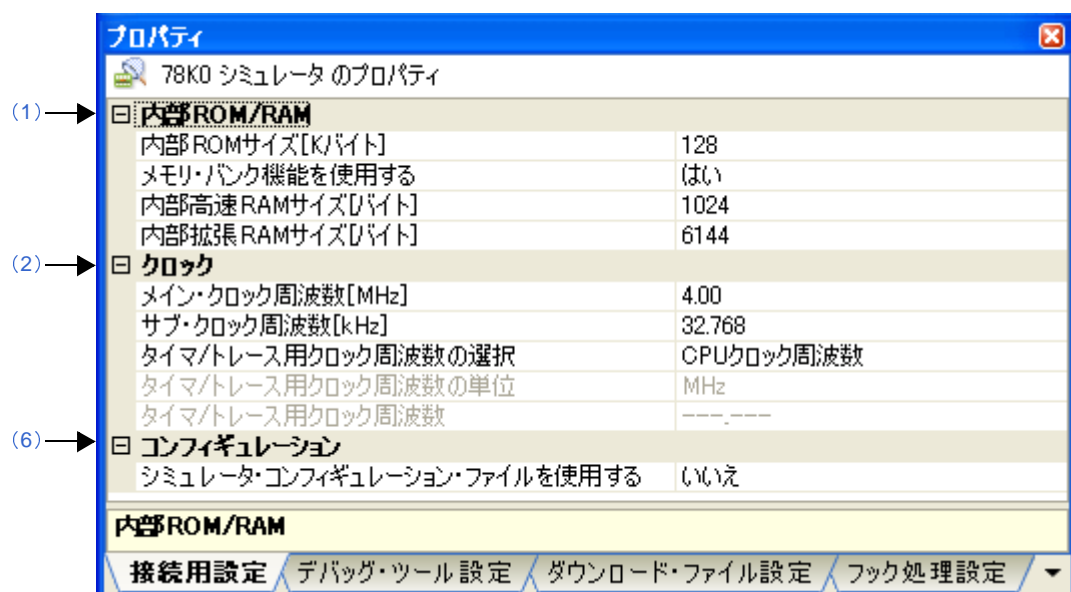 プロパティ
78K0 シミュレータ のプロパティ
(1) 内部ROM/RAM
内部ROMサイズ[Kバイト] 128
メモリ・バンク機能を使用する はい
内部高速RAMサイズ[バイト] 1024
内部拡張RAMサイズ[バイト] 6144
(2) クロック
メイン・クロック周波数[MHz] 4.00
サブ・クロック周波数[kHz] 32.768
タイマ/トレース用クロック周波数の選択 CPUクロック周波数
タイマ/トレース用クロック周波数の単位 MHz
タイマ/トレース用クロック周波数 ---.---
(6) コンフィギュレーション
シミュレータ・コンフィギュレーション・ファイルを使用する いいえ
内部ROM/RAM
接続用設定 デバッグ・ツール設定 ダウンロード・ファイル設定 フック処理設定